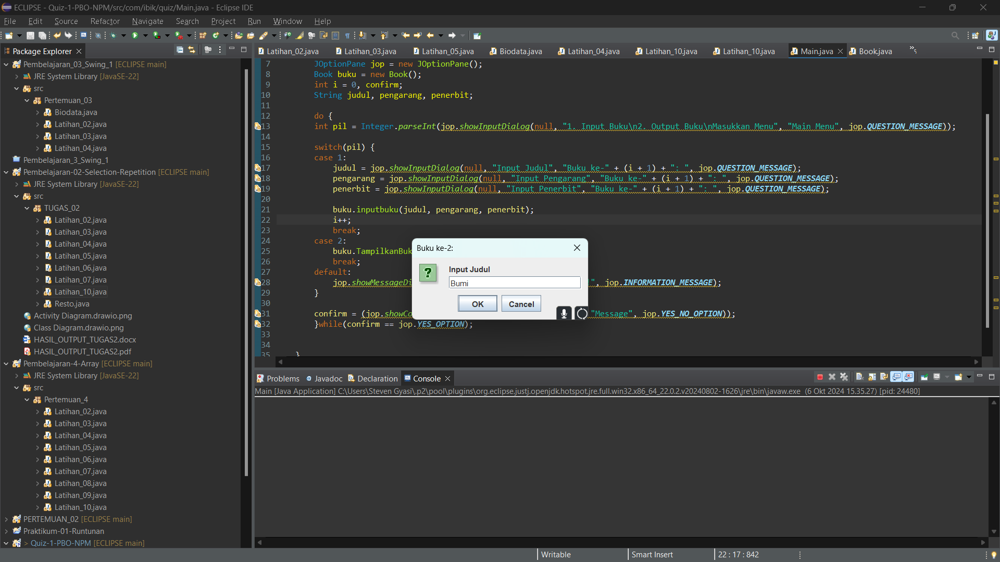 ECLIPSE - Quiz-1-PBO-NPM/src/com/ibik/quiz/Main.java - Eclipse IDE
File Edit Source Refactor Navigate Search Project Run Window Help
Package Explorer
Pembelajaran_03_Swing_1 [ECLIPSE main]
JRE System Library [JavaSE-22]
src
Pertemuan_03
Biodata.java
Latihan_02.java
Latihan_03.java
Latihan_04.java
Pembelajaran_3_Swing_1
Pembelajaran-02-Selection-Repetition [ECLIPSE main]
JRE System Library [JavaSE-22]
src
TUGAS_02
Latihan_02.java
Latihan_03.java
Latihan_04.java
Latihan_05.java
Latihan_06.java
Latihan_07.java
Latihan_10.java
Resto.java
Activity Diagram.drawio.png
Class Diagram.drawio.png
HASIL_OUTPUT_TUGAS2.docx
HASIL_OUTPUT_TUGAS2.pdf
Pembelajaran-4-Array [ECLIPSE main]
JRE System Library [JavaSE-22]
src
Pertemuan_4
Latihan_02.java
Latihan_03.java
Latihan_04.java
Latihan_05.java
Latihan_06.java
Latihan_07.java
Latihan_08.java
Latihan_09.java
Latihan_10.java
PERTEMUAN_02 [ECLIPSE main]
Praktikum-01-Runtunan
> Quiz-1-PBO-NPM [ECLIPSE main]
Latihan_02.java Latihan_03.java Latihan_05.java Biodata.java Latihan_04.java Latihan_10.java Latihan_10.java Main.java Book.java »5
7 JOptionPane jop = new JOptionPane();
8 Book buku = new Book();
9 int i = 0, confirm;
10 String judul, pengarang, penerbit;
11
12 do {
13 int pil = Integer.parseInt(jop.showInputDialog(null, "1. Input Buku\n2. Output Buku\nMasukkan Menu", "Main Menu", jop.QUESTION_MESSAGE));
14
15 switch(pil) {
16 case 1:
17 judul = jop.showInputDialog(null, "Input Judul", "Buku ke-" + (i + 1) + ": ", jop.QUESTION_MESSAGE);
18 pengarang = jop.showInputDialog(null, "Input Pengarang", "Buku ke-" + (i + 1) + ": ", jop.QUESTION_MESSAGE);
19 penerbit = jop.showInputDialog(null, "Input Penerbit", "Buku ke-" + (i + 1) + ": ", jop.QUESTION_MESSAGE);
20
21 buku.inputbuku(judul, pengarang, penerbit);
22 i++;
23 break;
24 case 2:
25 buku.TampilkanBuk
26 break;
27 default:
28 jop.showMessageDi ", jop.INFORMATION_MESSAGE);
29 }
30
31 confirm = (jop.showCo "Message", jop.YES_NO_OPTION));
32 }while(confirm == jop.YES_OPTION);
33
34
35 }
Buku ke-2:
Input Judul
Bumi
OK Cancel
Problems Javadoc Declaration Console
Main [Java Application] C:\Users\Steven Gyasi\.p2\pool\plugins\org.eclipse.justj.openjdk.hotspot.jre.full.win32.x86_64_22.0.2.v20240802-1626\jre\bin\javaw.exe (6 Okt 2024 15.35.27) [pid: 24480]
Writable Smart Insert 22 : 17 : 842